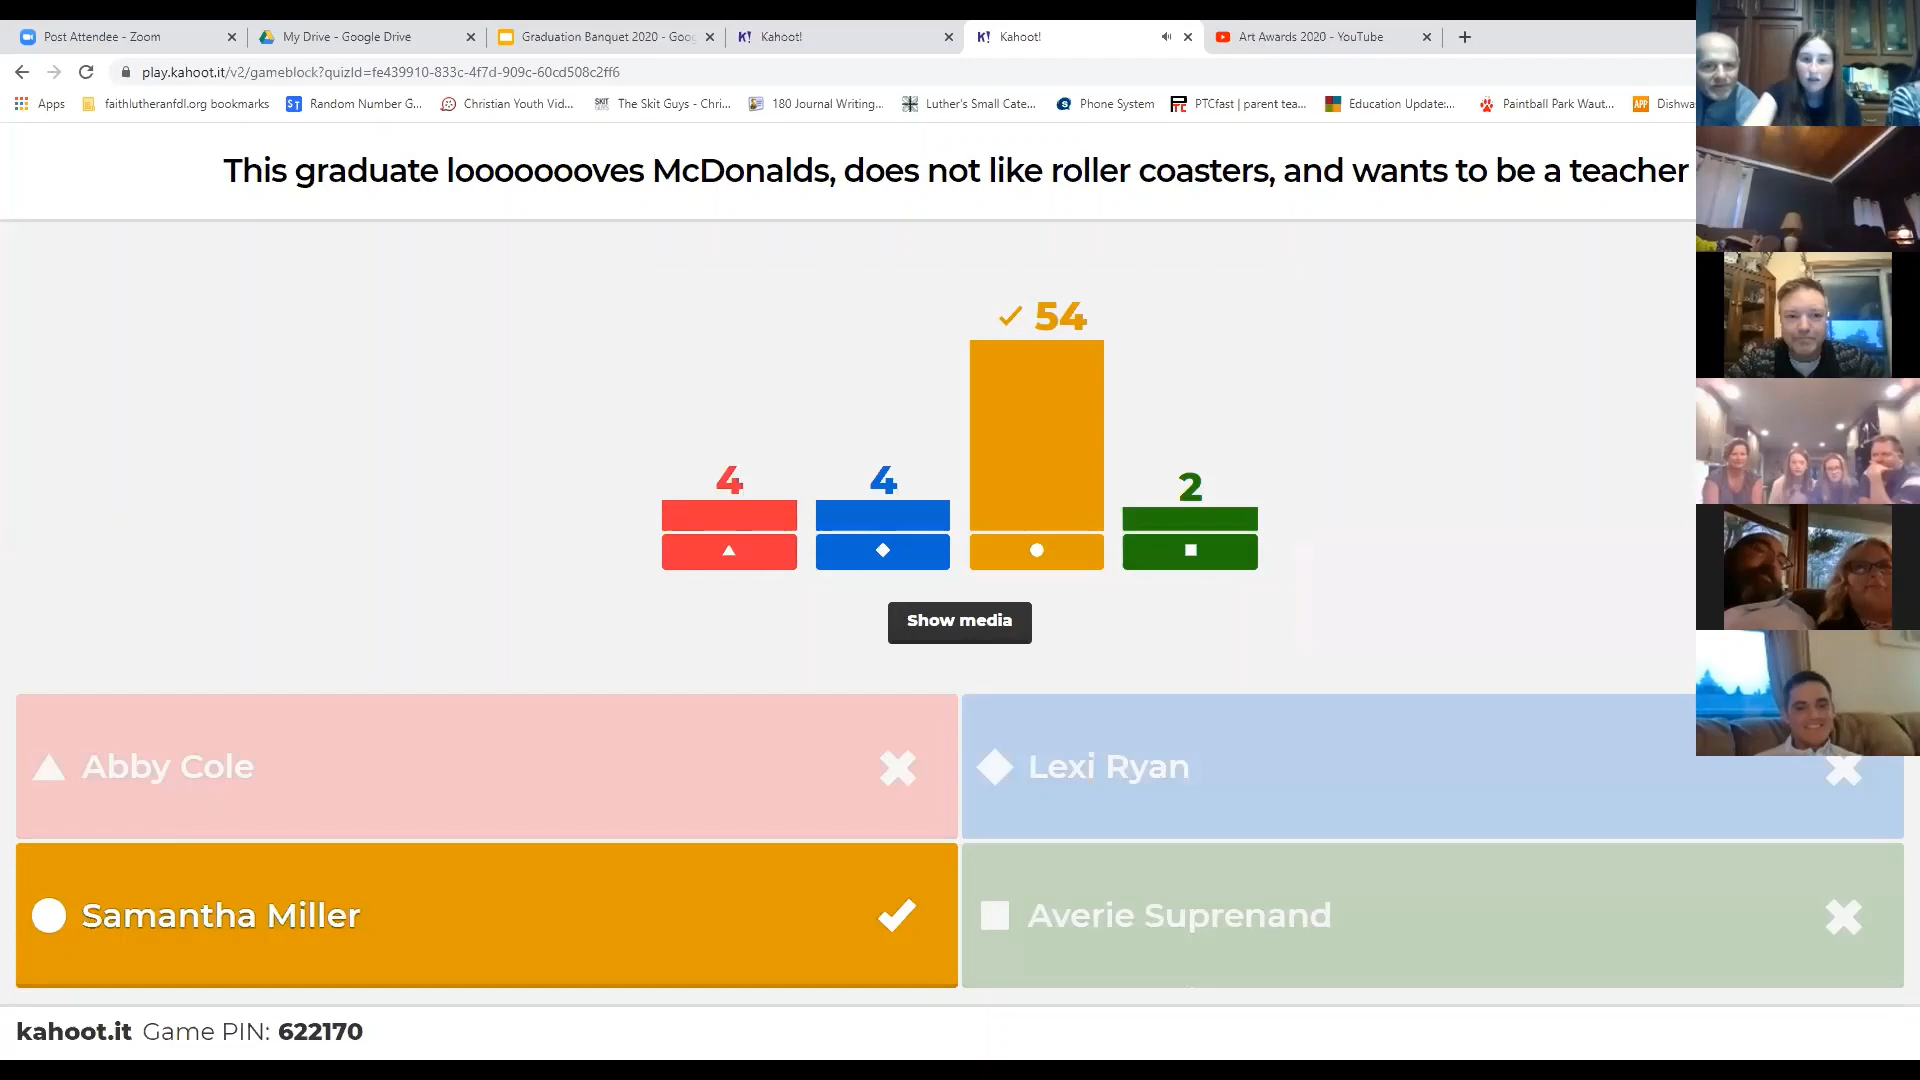 Post Attendee - Zoom
My Drive - Google Drive
Graduation Banquet 2020 - Goog
Kahoot!
Kahoot!
Art Awards 2020 - YouTube
play.kahoot.it/v2/gameblock?quizId=fe439910-833c-4f7d-909c-60cd508c2ff6
Apps
faithlutheranfdl.org bookmarks
Random Number G...
Christian Youth Vid...
The Skit Guys - Chri...
180 Journal Writing...
Luther's Small Cate...
Phone System
PTCfast | parent tea...
Education Update:...
Paintball Park Waut...
Dishwa
This graduate looooooooves McDonalds, does not like roller coasters, and wants to be a teacher
4
4
54
2
Show media
Abby Cole
Lexi Ryan
Samantha Miller
Averie Suprenand
kahoot.it Game PIN: 622170